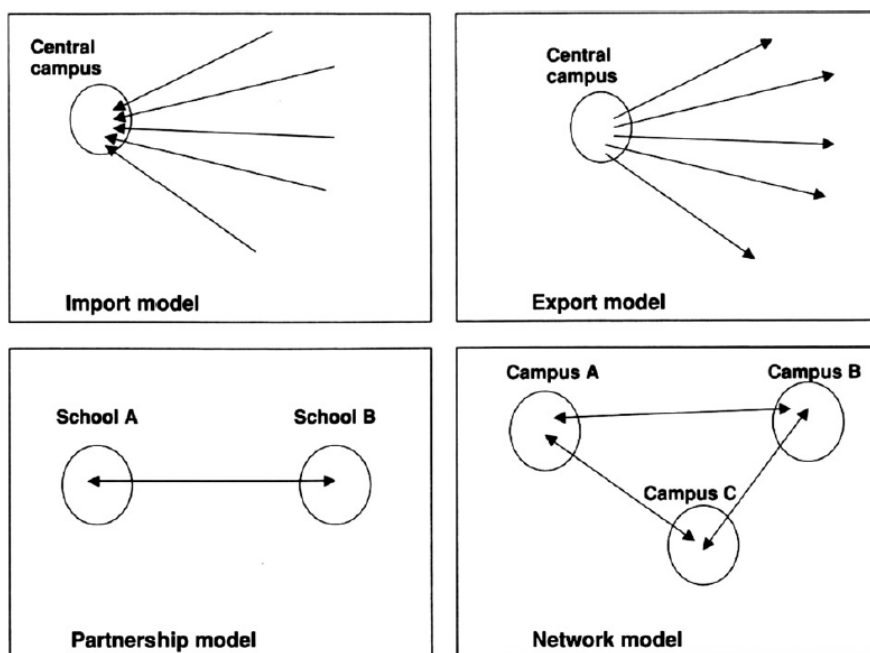 Central
campus
Import model
Central
campus
Export model
School A
School B
Partnership model
Campus A
Campus B
Campus C
Network model